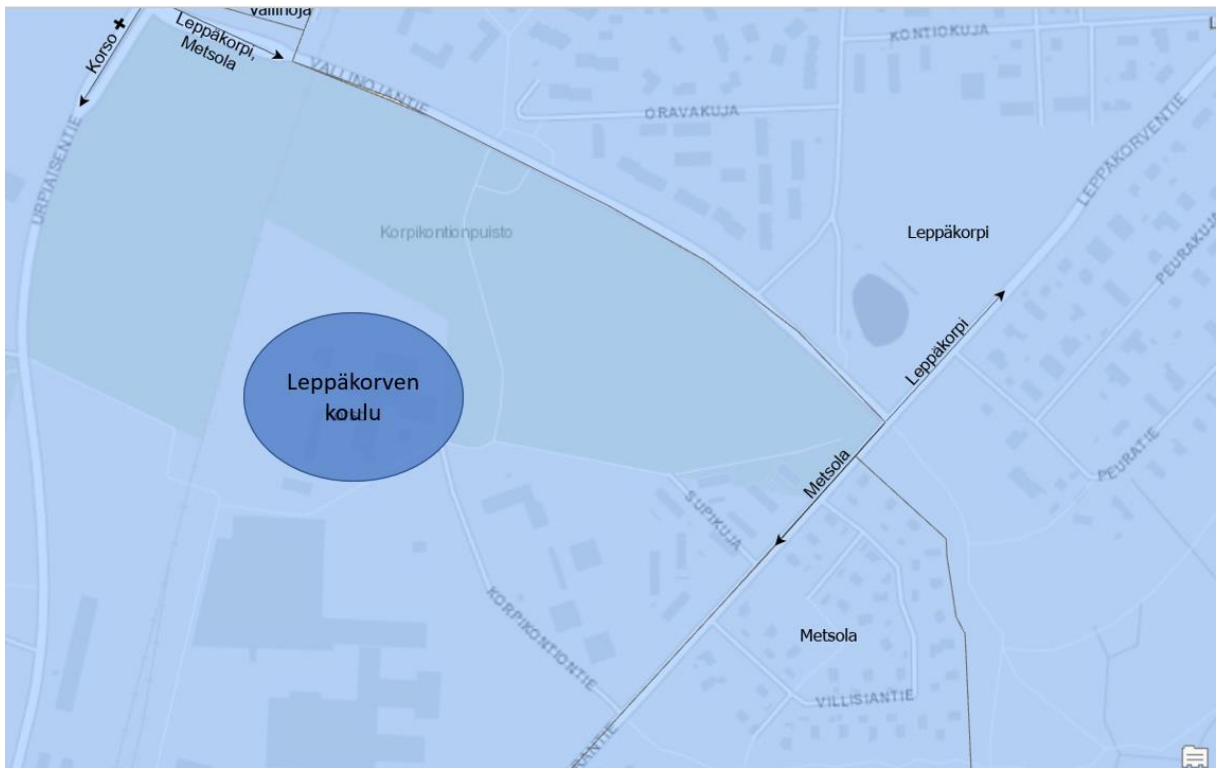 Vallinoja
Korso
Leppäkorpi,
Metsola
KONTIOKUJA
VALLINOJANTIE
ORAVAKUJA
URPIAISENTIE
LEPPÄKORVENTIE
Korpikontionpuisto
Leppäkorpi
PEURAKUJA
Leppäkorpi
Leppäkorven
koulu
PEURATIE
Metsola
SUPIKUJA
KORPIKONTIONTIE
Metsola
VILLISIANTIE